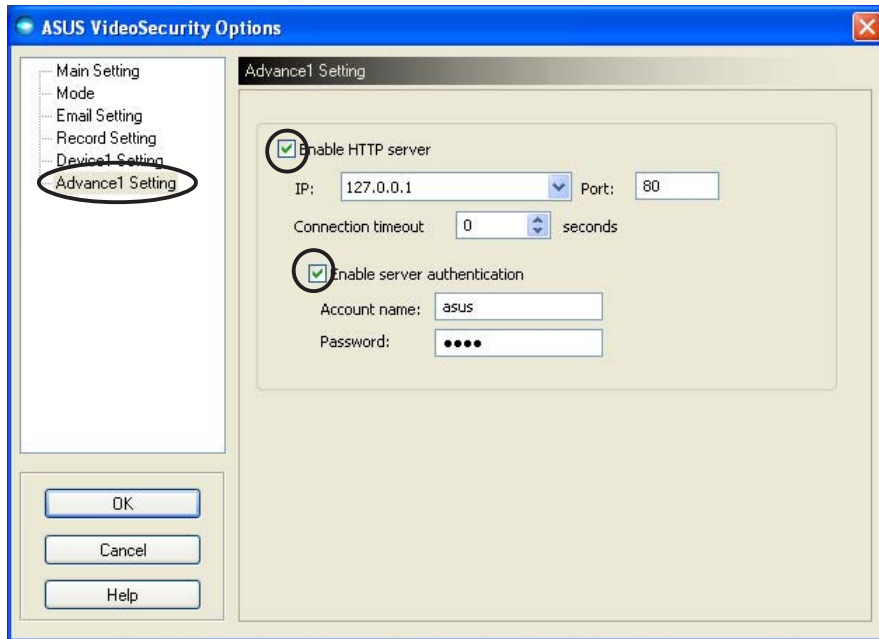 ASUS VideoSecurity Options
Main Setting
Mode
Email Setting
Record Setting
Device1 Setting
Advance1 Setting
OK
Cancel
Help
Advance1 Setting
Enable HTTP server
IP: 127.0.0.1 Port: 80
Connection timeout 0 seconds
Enable server authentication
Account name: asus
Password: ●●●●